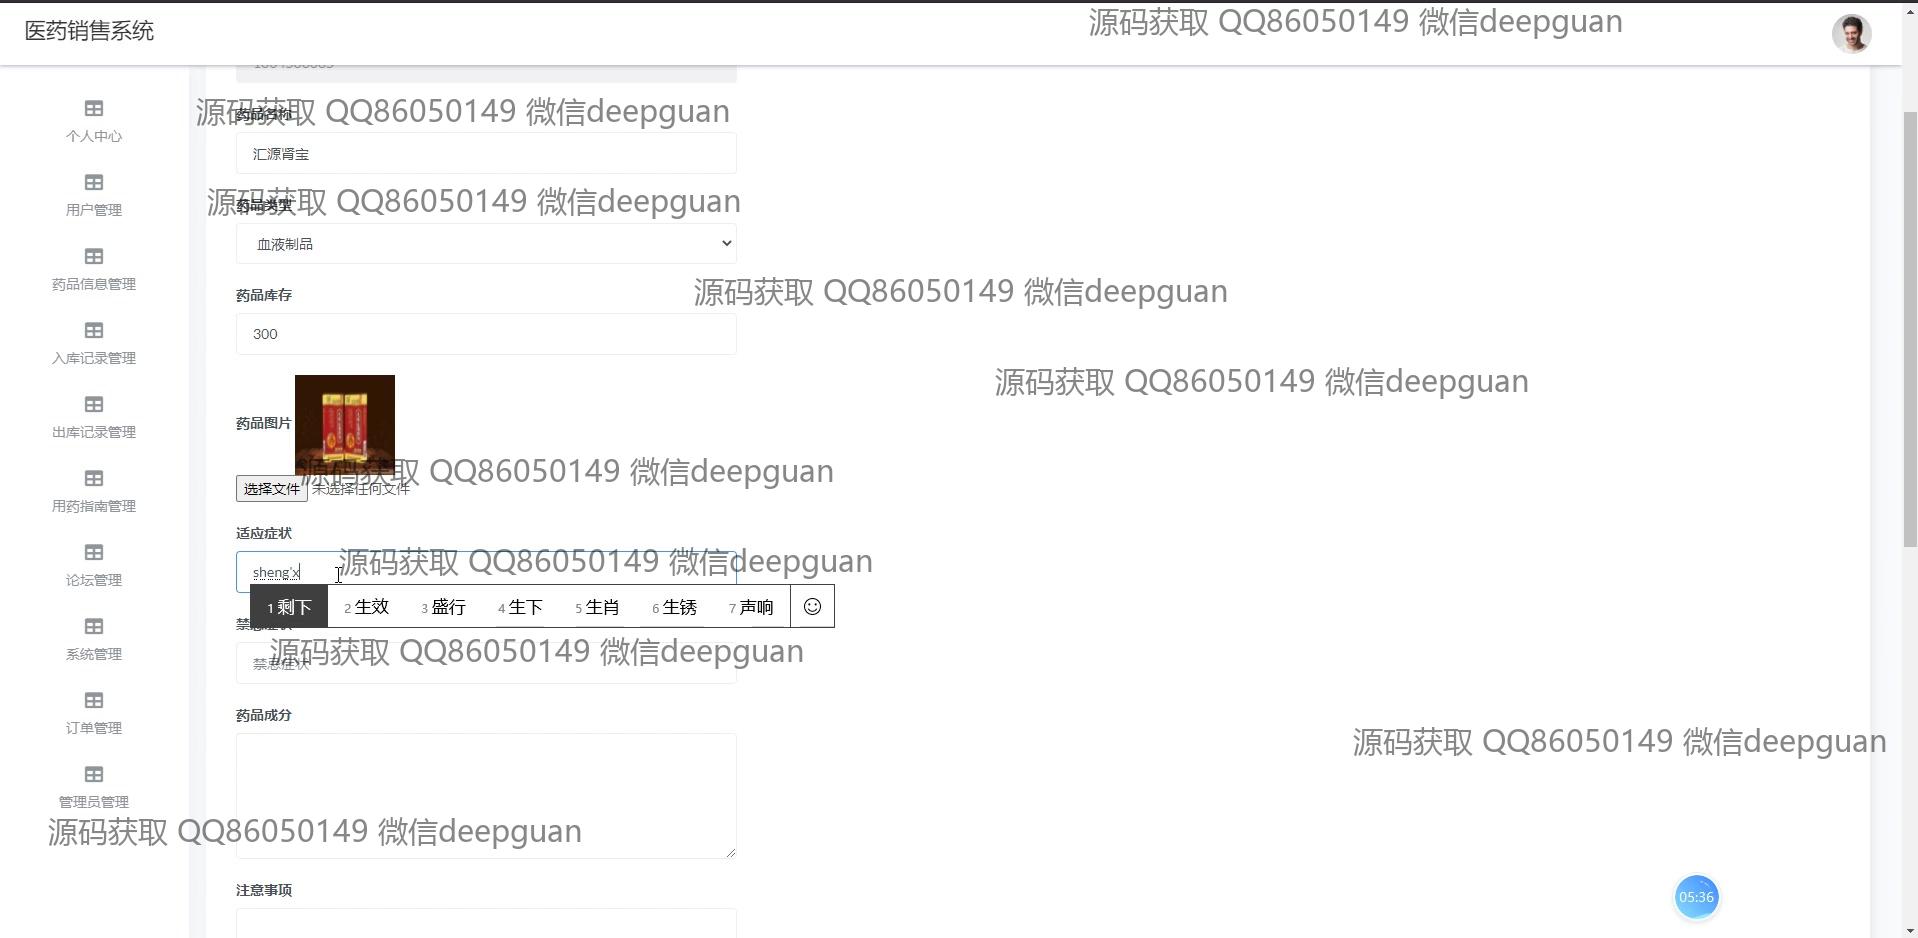 医药销售系统
源码获取 QQ86050149 微信deepguan
个人中心
用户管理
药品信息管理
入库记录管理
出库记录管理
用药指南管理
论坛管理
系统管理
订单管理
管理员管理
源码获取 QQ86050149 微信deepguan
药品名称
源码获取 QQ86050149 微信deepguan
汇源肾宝
药品类型
源码获取 QQ86050149 微信deepguan
血液制品
药品库存
源码获取 QQ86050149 微信deepguan
300
源码获取 QQ86050149 微信deepguan
药品图片
源码获取 QQ86050149 微信deepguan
选择文件 未选择任何文件
适应症状
源码获取 QQ86050149 微信deepguan
sheng'x
1 剩下 2 生效 3 盛行 4 生下 5 生肖 6 生锈 7 声响
禁忌症状
源码获取 QQ86050149 微信deepguan
禁忌症状
药品成分
源码获取 QQ86050149 微信deepguan
源码获取 QQ86050149 微信deepguan
注意事项
05:36